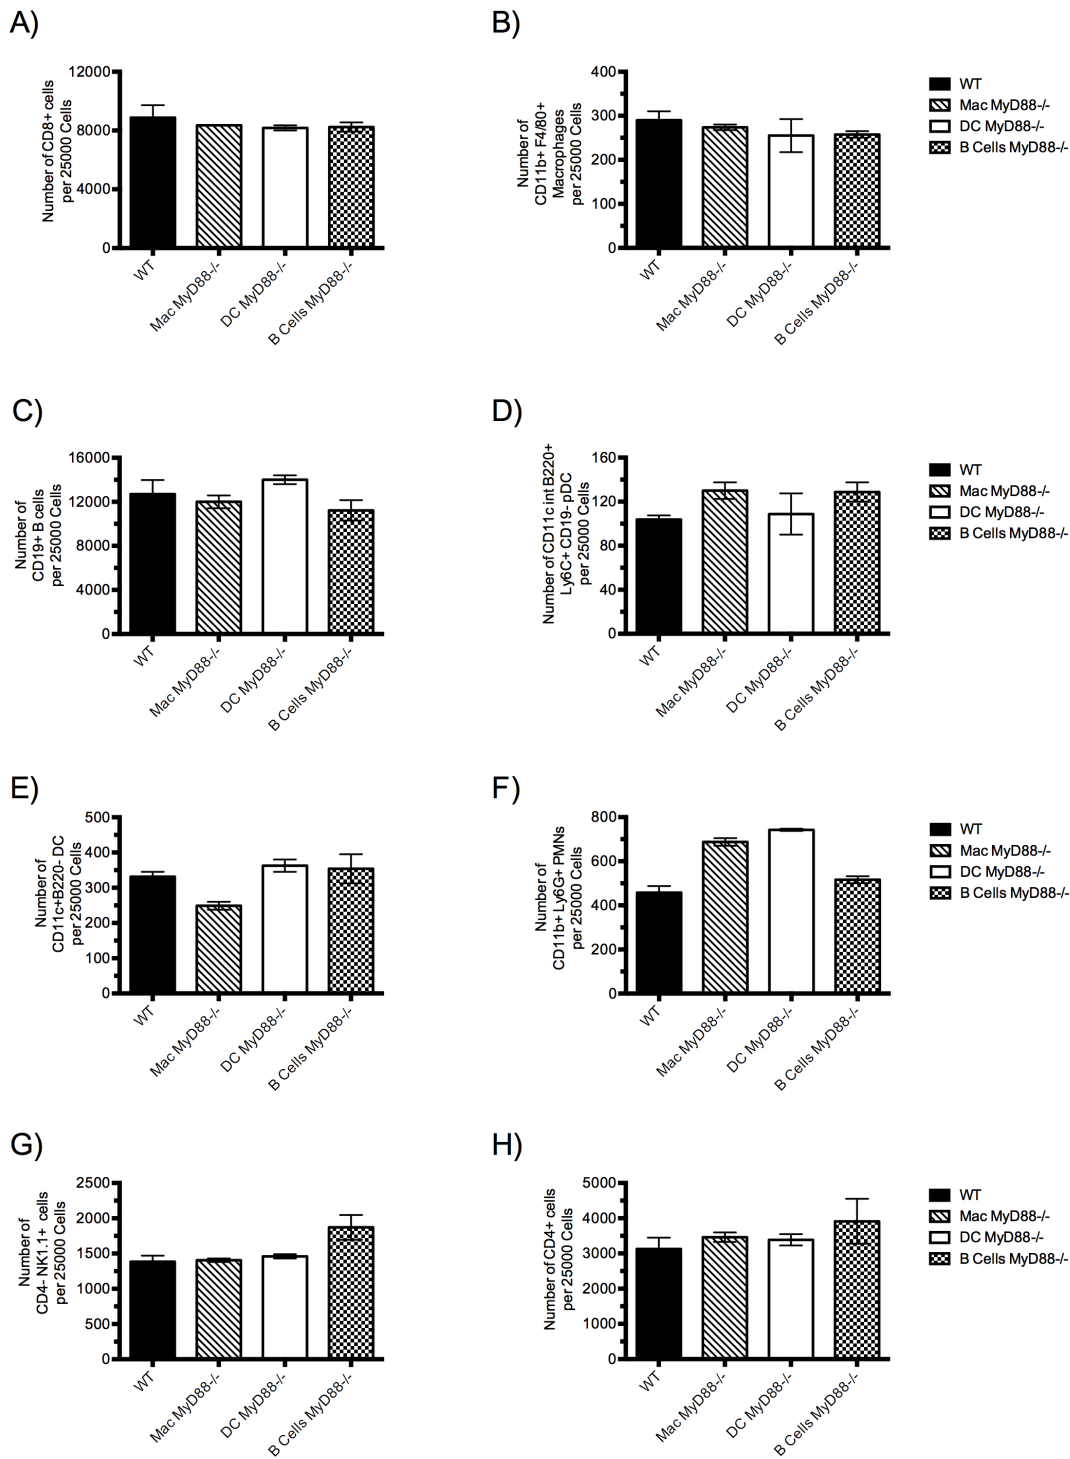 A)
Number of CD8+ cells
per 25000 Cells
12000
8000
4000
0
WT
Mac MyD88-/-
DC MyD88-/-
B Cells MyD88-/-
B)
Number of
CD11b+ F4/80+
Macrophages
per 25000 Cells
400
300
200
100
0
WT
Mac MyD88-/-
DC MyD88-/-
B Cells MyD88-/-
WT
Mac MyD88-/-
DC MyD88-/-
B Cells MyD88-/-
C)
Number of
CD19+ B cells
per 25000 Cells
16000
12000
8000
4000
0
WT
Mac MyD88-/-
DC MyD88-/-
B Cells MyD88-/-
D)
Number of CD11c int B220+
Ly6C+ CD19- pDC
per 25000 Cells
160
120
80
40
0
WT
Mac MyD88-/-
DC MyD88-/-
B Cells MyD88-/-
WT
Mac MyD88-/-
DC MyD88-/-
B Cells MyD88-/-
E)
Number of
CD11c+B220- DC
per 25000 Cells
500
400
300
200
100
0
WT
Mac MyD88-/-
DC MyD88-/-
B Cells MyD88-/-
F)
Number of
CD11b+ Ly6G+ PMNs
per 25000 Cells
800
600
400
200
0
WT
Mac MyD88-/-
DC MyD88-/-
B Cells MyD88-/-
WT
Mac MyD88-/-
DC MyD88-/-
B Cells MyD88-/-
G)
Number of
CD4- NK1.1+ cells
per 25000 Cells
2500
2000
1500
1000
500
0
WT
Mac MyD88-/-
DC MyD88-/-
B Cells MyD88-/-
H)
Number of CD4+ cells
per 25000 Cells
5000
4000
3000
2000
1000
0
WT
Mac MyD88-/-
DC MyD88-/-
B Cells MyD88-/-
WT
Mac MyD88-/-
DC MyD88-/-
B Cells MyD88-/-